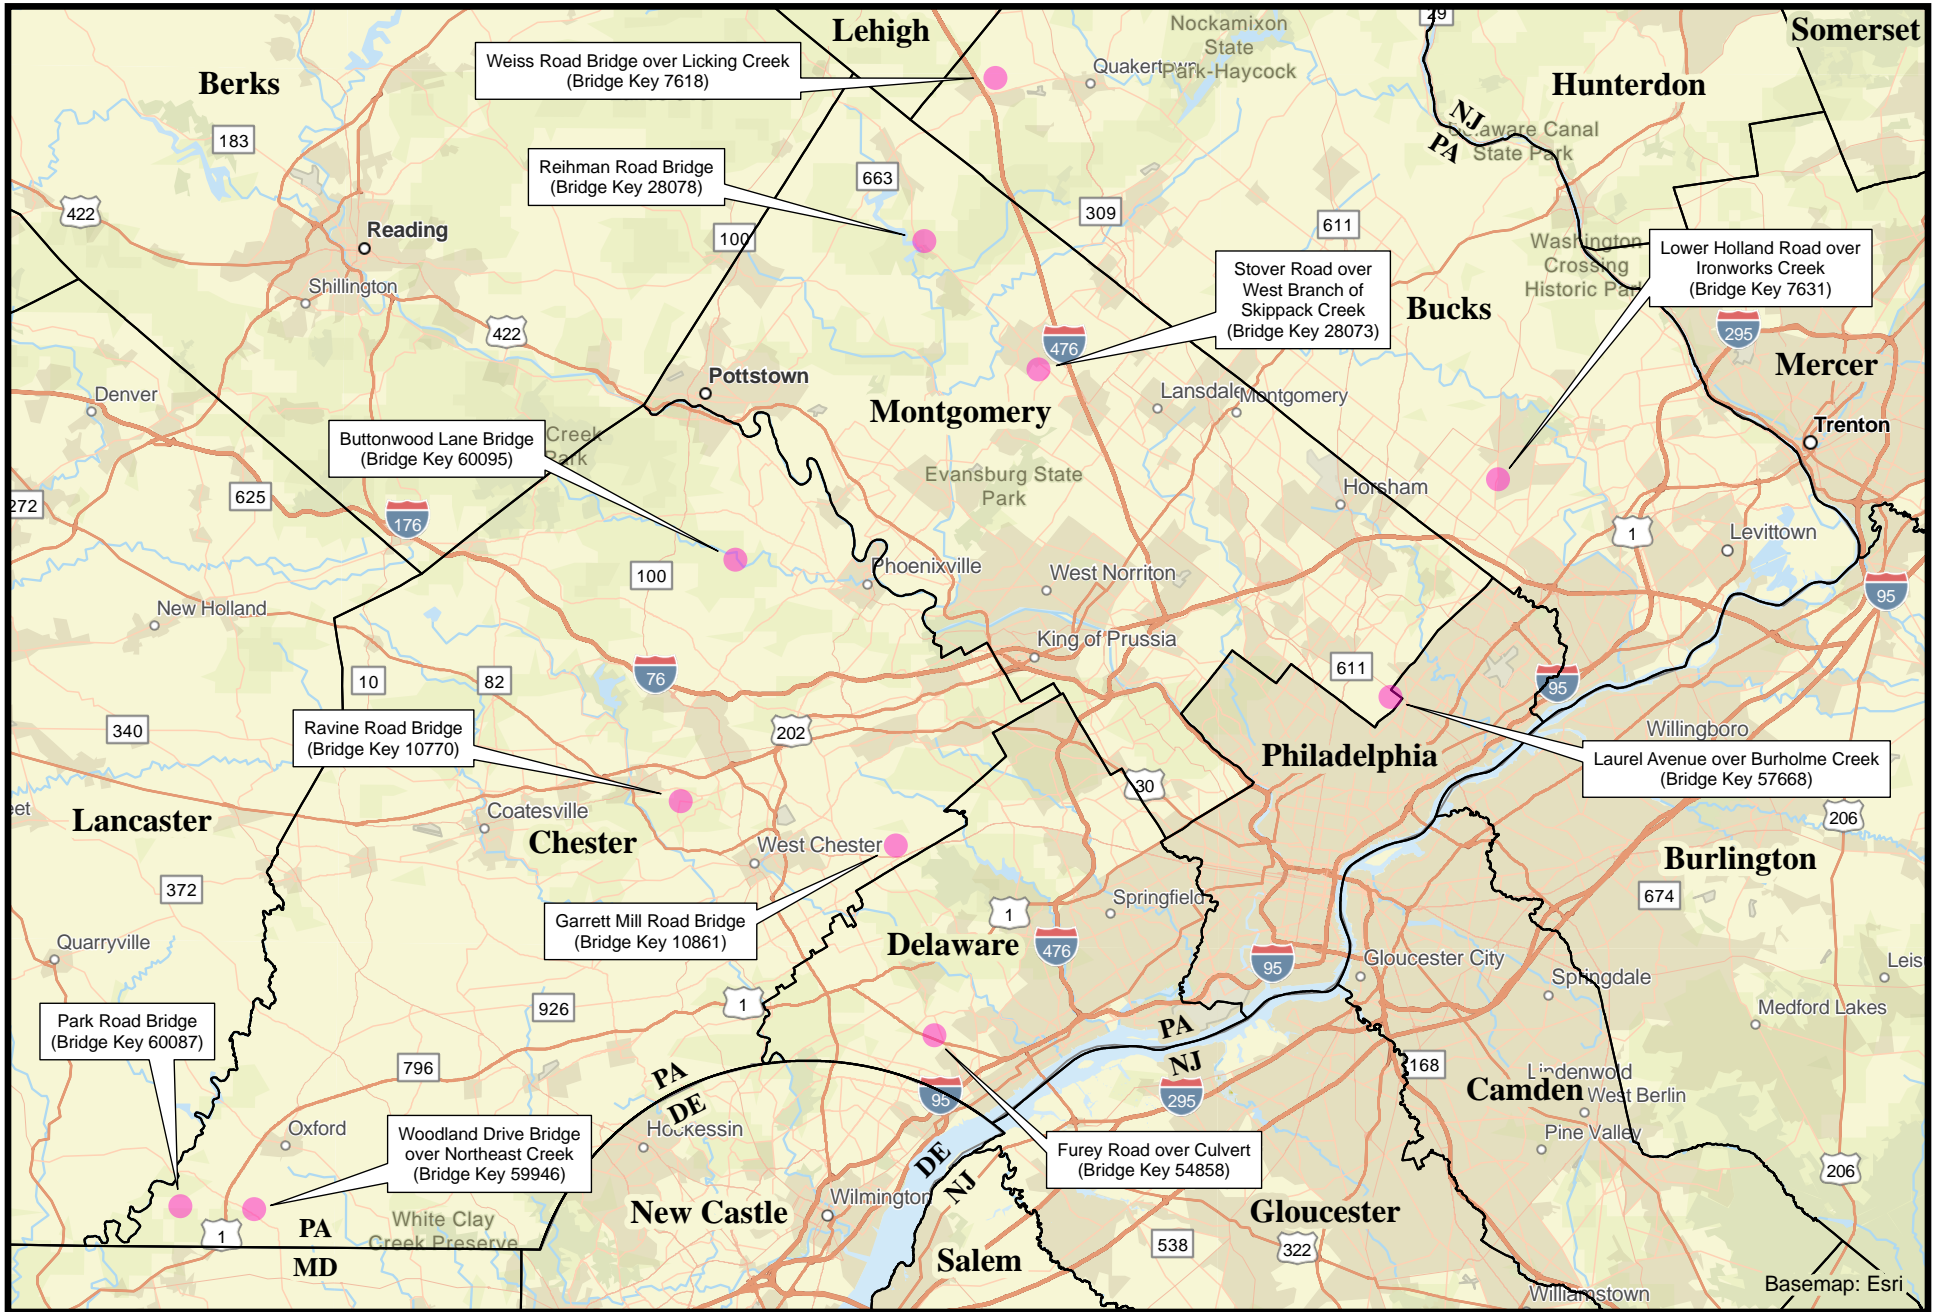 Lehigh
Nockamixon
State
Park-Haycock
29
Somerset
Berks
Weiss Road Bridge over Licking Creek
(Bridge Key 7618)
Quakertown
Hunterdon
183
NJ
PA
Delaware Canal
State Park
Reihman Road Bridge
(Bridge Key 28078)
663
422
Reading
100
309
611
Washington
Crossing
Historic Park
Lower Holland Road over
Ironworks Creek
(Bridge Key 7631)
Stover Road over
West Branch of
Skippack Creek
(Bridge Key 28073)
Shillington
Bucks
422
476
295
Mercer
Pottstown
Denver
Lansdale
Montgomery
Montgomery
Trenton
Buttonwood Lane Bridge
(Bridge Key 60095)
Creek
Park
Evansburg State
Park
Horsham
272
625
176
1
Levittown
100
Phoenixville
West Norriton
95
New Holland
King of Prussia
10
82
76
611
95
340
Ravine Road Bridge
(Bridge Key 10770)
202
Willingboro
Philadelphia
Laurel Avenue over Burholme Creek
(Bridge Key 57668)
30
eet
Lancaster
Coatesville
Chester
West Chester
206
Burlington
372
Springfield
674
1
Garrett Mill Road Bridge
(Bridge Key 10861)
Delaware
476
Quarryville
95
Gloucester City
Springdale
Leis
926
1
Medford Lakes
Park Road Bridge
(Bridge Key 60087)
PA
NJ
796
PA
DE
95
295
168
Lindenwold
Camden
West Berlin
Oxford
Woodland Drive Bridge
over Northeast Creek
(Bridge Key 59946)
Hockessin
DE
NJ
Furey Road over Culvert
(Bridge Key 54858)
Pine Valley
206
Wilmington
New Castle
Gloucester
White Clay
Creek Preserve
1
PA
MD
Salem
538
322
Williamstown
Basemap: Esri